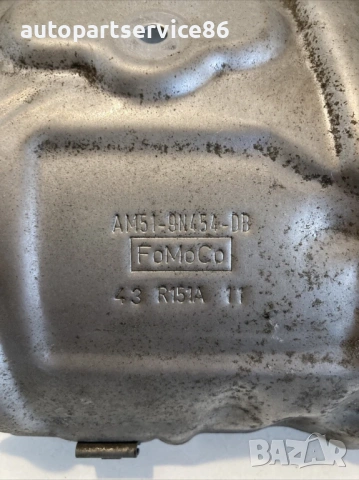 autopartservice86
AM51-9N454-DB
FoMoCo
43 R151A 11
BAZAR